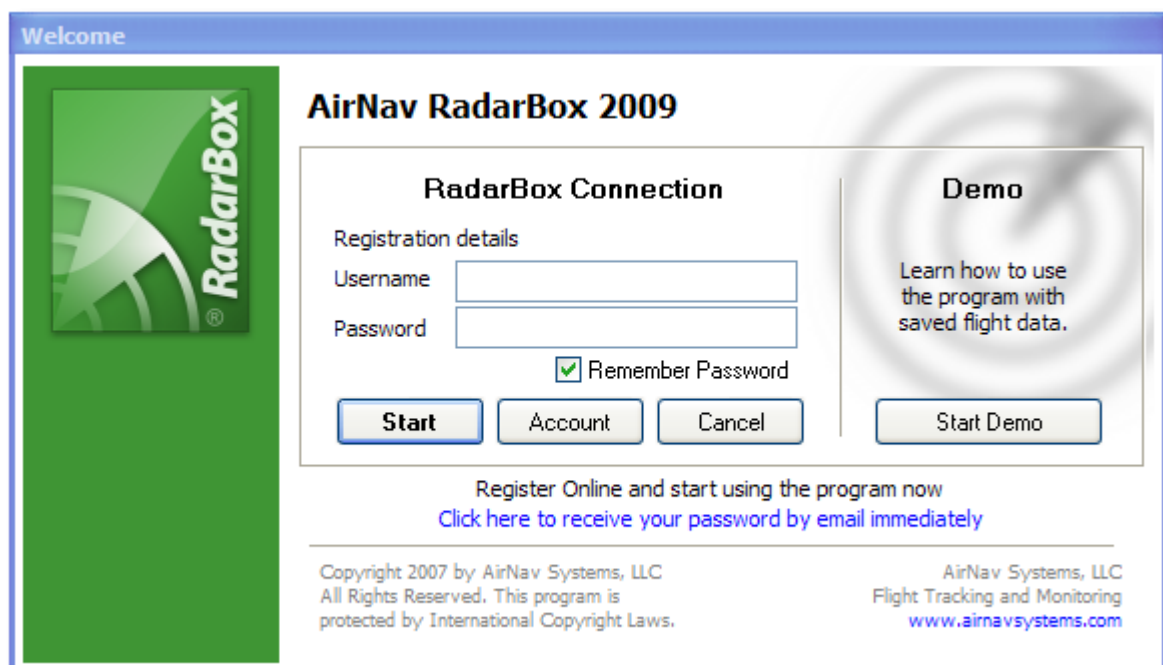 Welcome
® RadarBox
AirNav RadarBox 2009
RadarBox Connection
Registration details
Username
Password
Remember Password
Start
Account
Cancel
Demo
Learn how to use
the program with
saved flight data.
Start Demo
Register Online and start using the program now
Click here to receive your password by email immediately
Copyright 2007 by AirNav Systems, LLC
All Rights Reserved. This program is
protected by International Copyright Laws.
AirNav Systems, LLC
Flight Tracking and Monitoring
www.airnavsystems.com